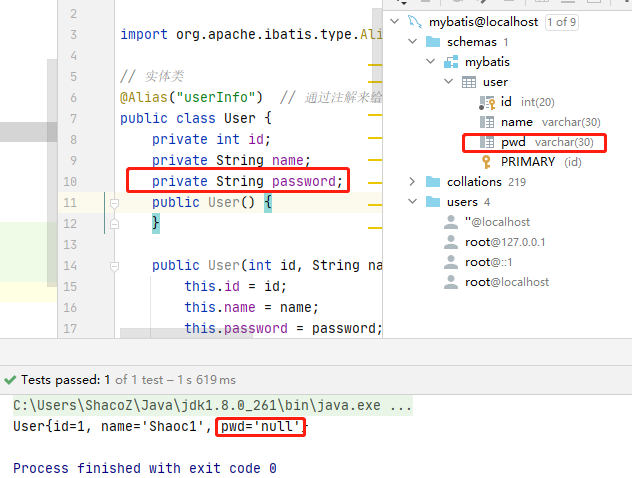 2
3 import org.apache.ibatis.type.Ali
4
5 // 实体类
6 @Alias("userInfo") // 通过注解来给
7 public class User {
8 private int id;
9 private String name;
10 private String password;
11 public User() {
12 }
13
14 public User(int id, String na
15 this.id = id;
16 this.name = name;
17 this.password = password;
mybatis@localhost 1 of 9
schemas 1
mybatis
user
id int(20)
name varchar(30)
pwd varchar(30)
PRIMARY (id)
collations 219
users 4
''@localhost
root@127.0.0.1
root@::1
root@localhost
Tests passed: 1 of 1 test – 1 s 619 ms
C:\Users\ShacoZ\Java\jdk1.8.0_261\bin\java.exe ...
User{id=1, name='Shaoc1', pwd='null'}
Process finished with exit code 0